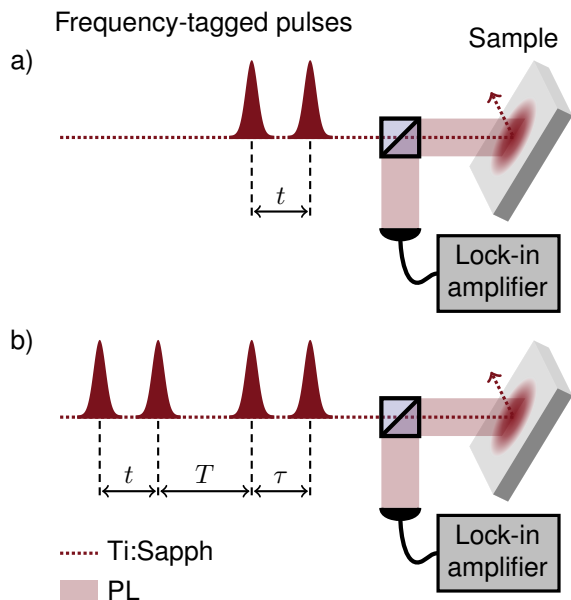 Frequency-tagged pulses
Sample
a)
t
Lock-in
amplifier
b)
t
T
τ
Lock-in
amplifier
Ti:Sapph
PL